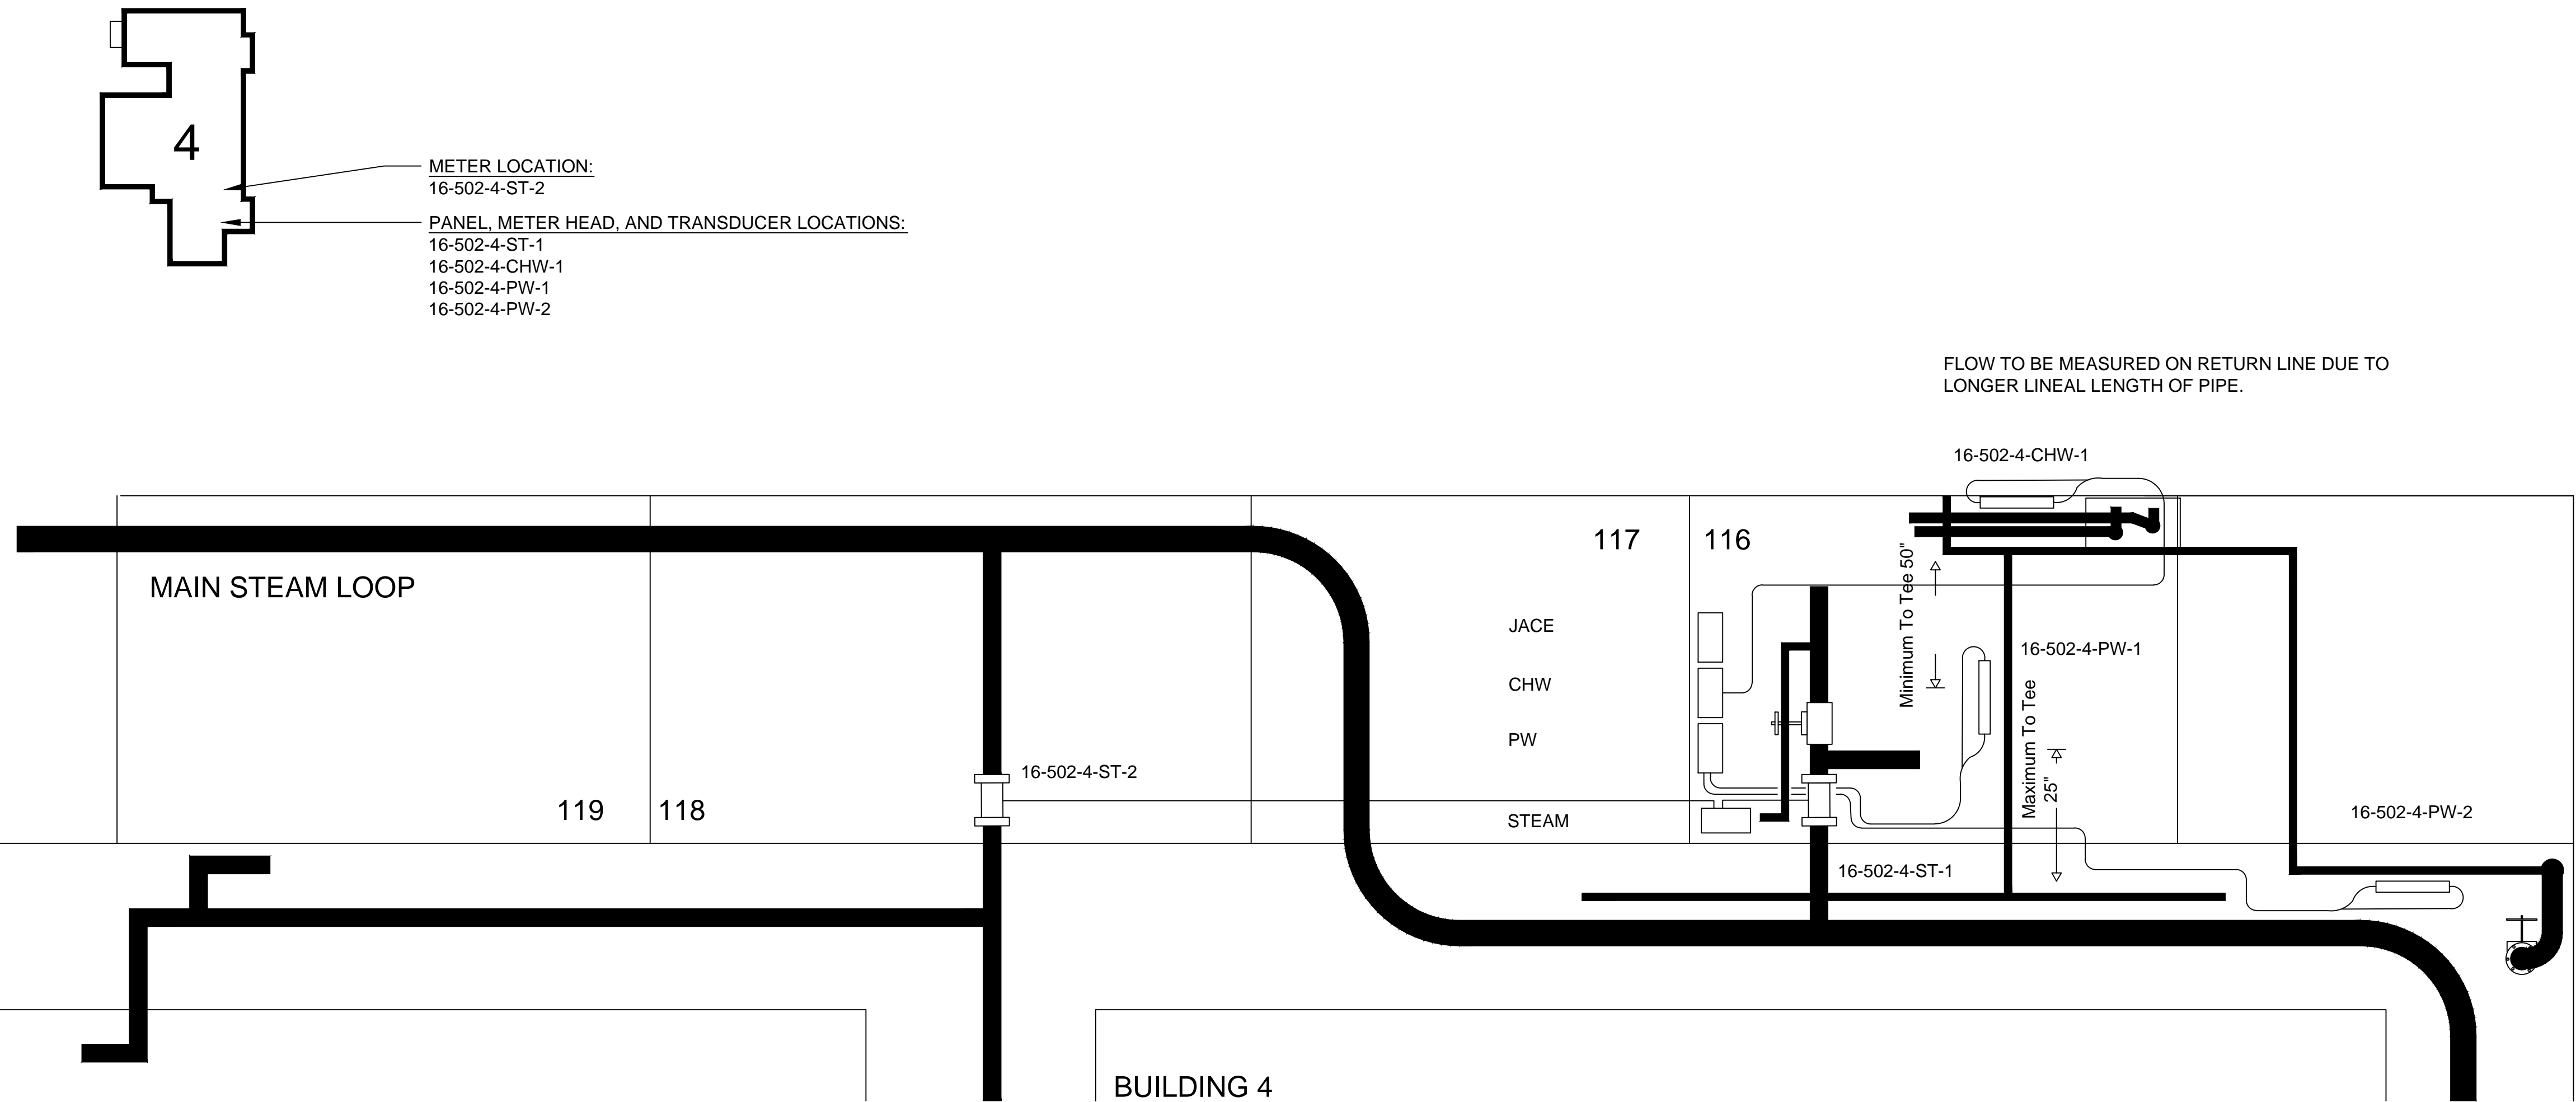 4
METER LOCATION:
16-502-4-ST-2
PANEL, METER HEAD, AND TRANSDUCER LOCATIONS:
16-502-4-ST-1
16-502-4-CHW-1
16-502-4-PW-1
16-502-4-PW-2
FLOW TO BE MEASURED ON RETURN LINE DUE TO
LONGER LINEAL LENGTH OF PIPE.
16-502-4-CHW-1
117
116
MAIN STEAM LOOP
JACE
CHW
PW
STEAM
Minimum To Tee 50"
16-502-4-PW-1
Maximum To Tee
25"
16-502-4-ST-2
119
118
16-502-4-PW-2
16-502-4-ST-1
BUILDING 4